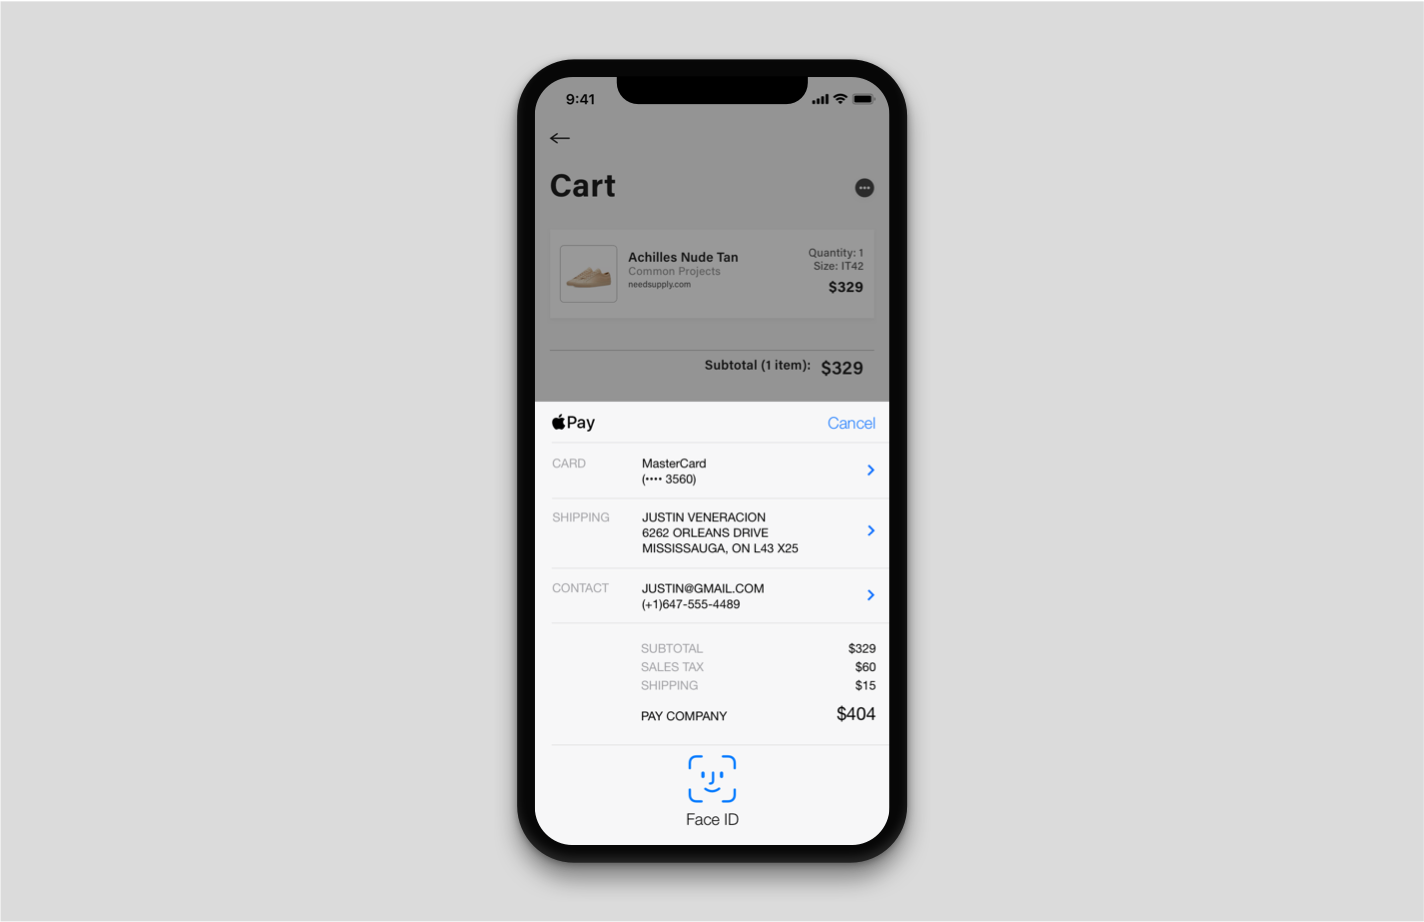 9:41
Cart
Achilles Nude Tan
Common Projects
needsupply.com
Quantity: 1
Size: IT42
$329
Subtotal (1 item): $329
Pay
Cancel
CARD
MasterCard
(•••• 3560)
SHIPPING
JUSTIN VENERACION
6262 ORLEANS DRIVE
MISSISSAUGA, ON L43 X25
CONTACT
JUSTIN@GMAIL.COM
(+1)647-555-4489
SUBTOTAL $329
SALES TAX $60
SHIPPING $15
PAY COMPANY $404
Face ID